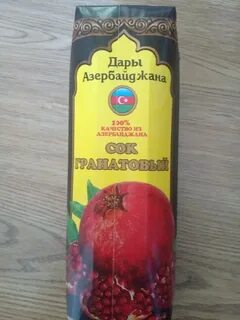 Дары
Азербайджана
100%
КАЧЕСТВО ИЗ
АЗЕРБАЙДЖАНА
СОК
ГРАНАТОВЫЙ